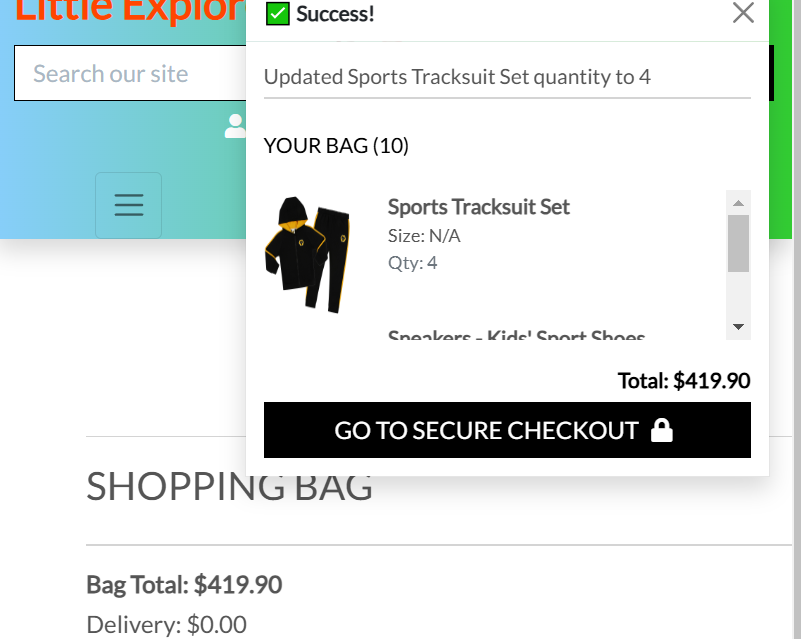 Little Explor
✅ Success!
Search our site
Updated Sports Tracksuit Set quantity to 4
YOUR BAG (10)
Sports Tracksuit Set
Size: N/A
Qty: 4
Sneakers - Kids' Sport Shoes
Total: $419.90
GO TO SECURE CHECKOUT
SHOPPING BAG
Bag Total: $419.90
Delivery: $0.00